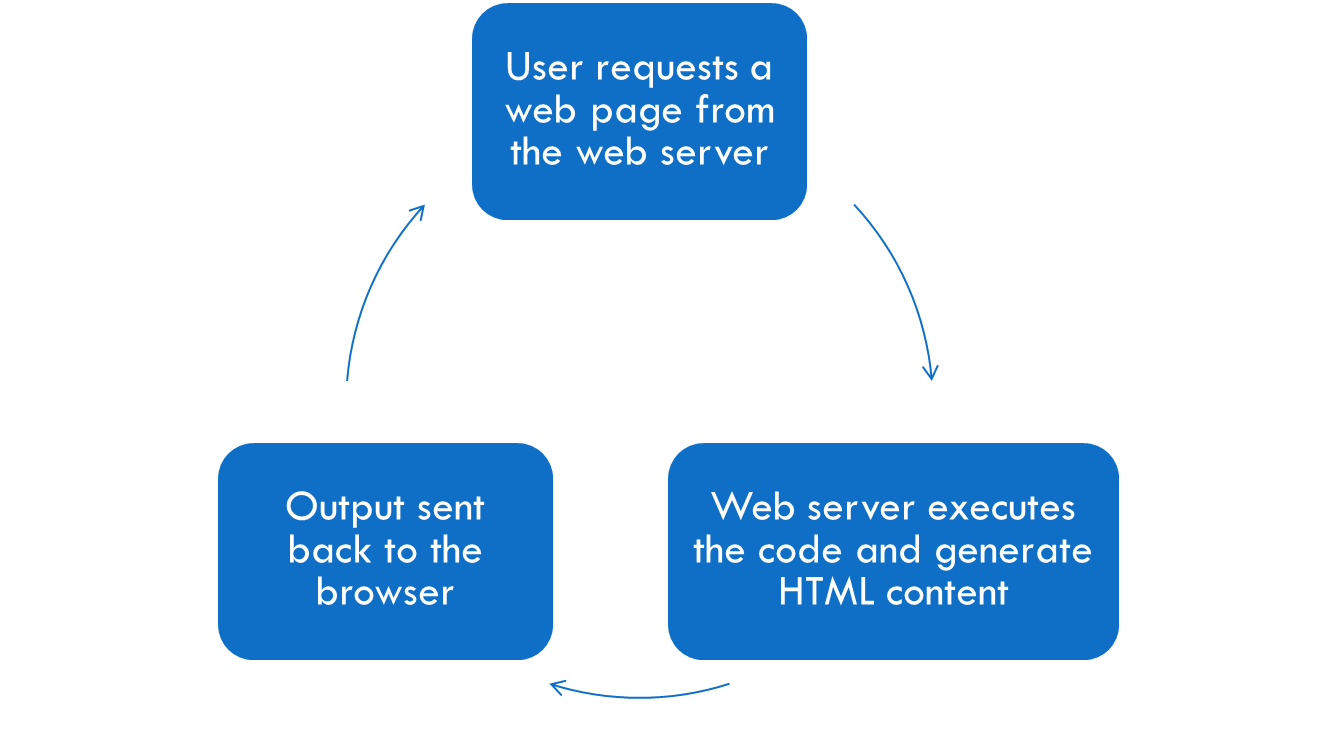 User requests a
web page from
the web server
Web server executes
the code and generate
HTML content
Output sent
back to the
browser